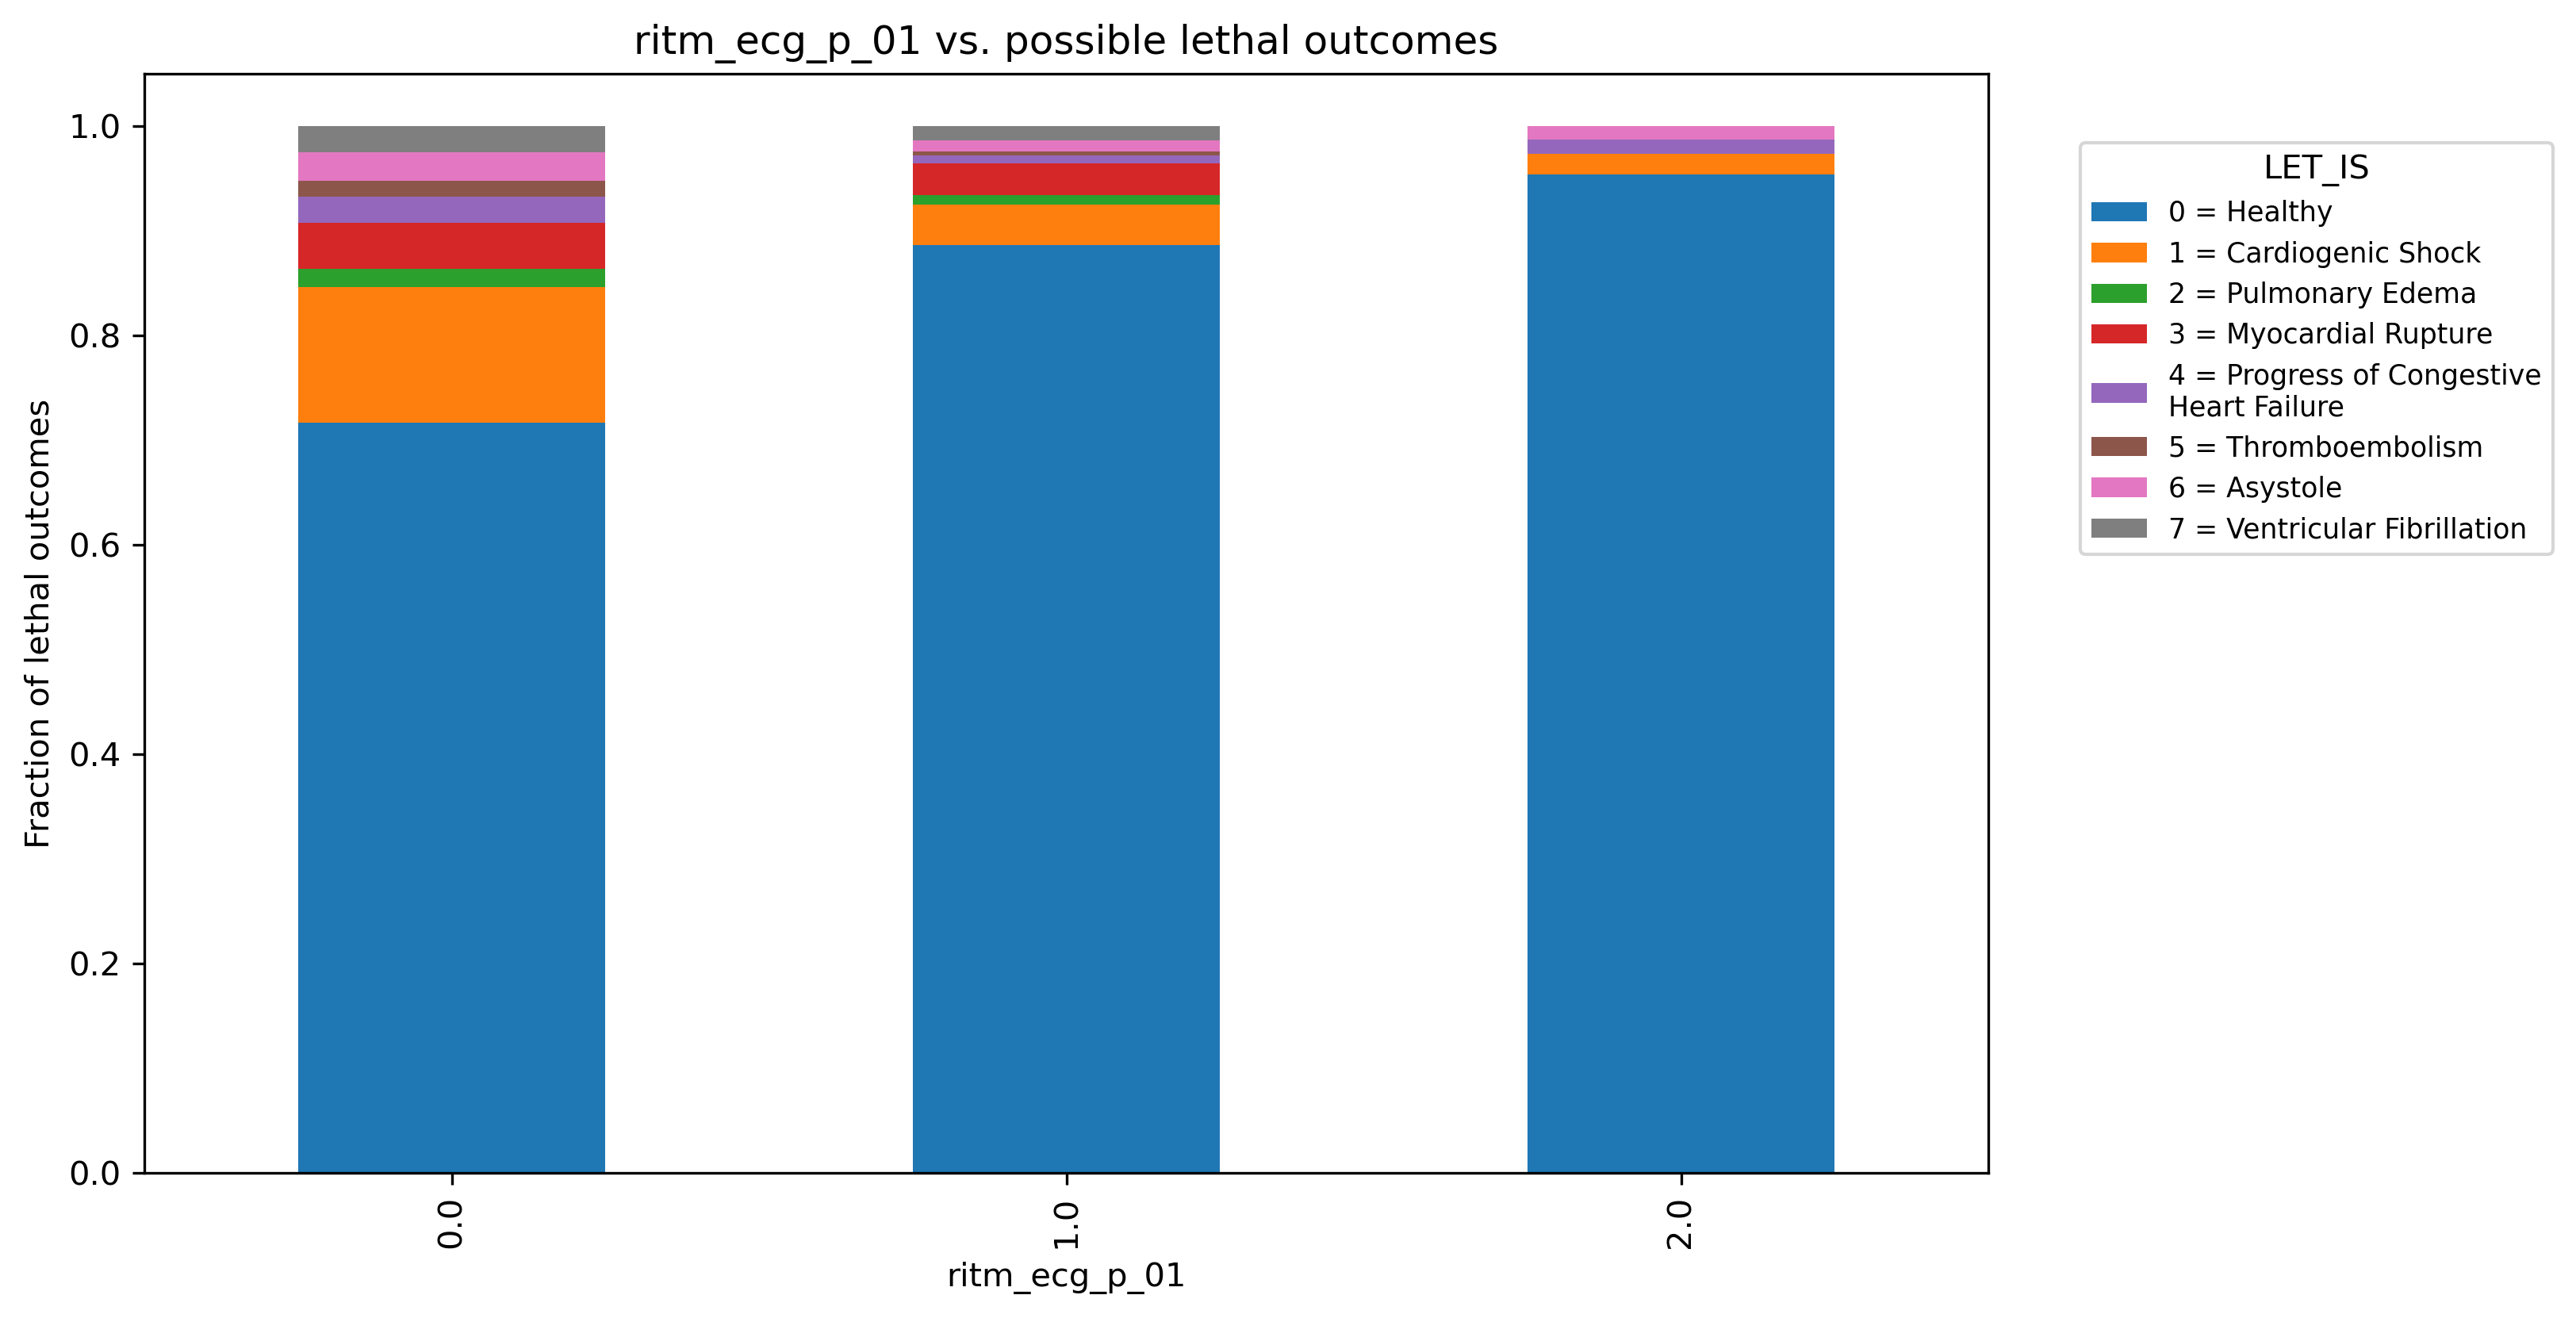 ritm_ecg_p_01 vs. possible lethal outcomes
Fraction of lethal outcomes
1.0
0.8
0.6
0.4
0.2
0.0
0.0
1.0
2.0
ritm_ecg_p_01
LET_IS
0 = Healthy
1 = Cardiogenic Shock
2 = Pulmonary Edema
3 = Myocardial Rupture
4 = Progress of Congestive
Heart Failure
5 = Thromboembolism
6 = Asystole
7 = Ventricular Fibrillation